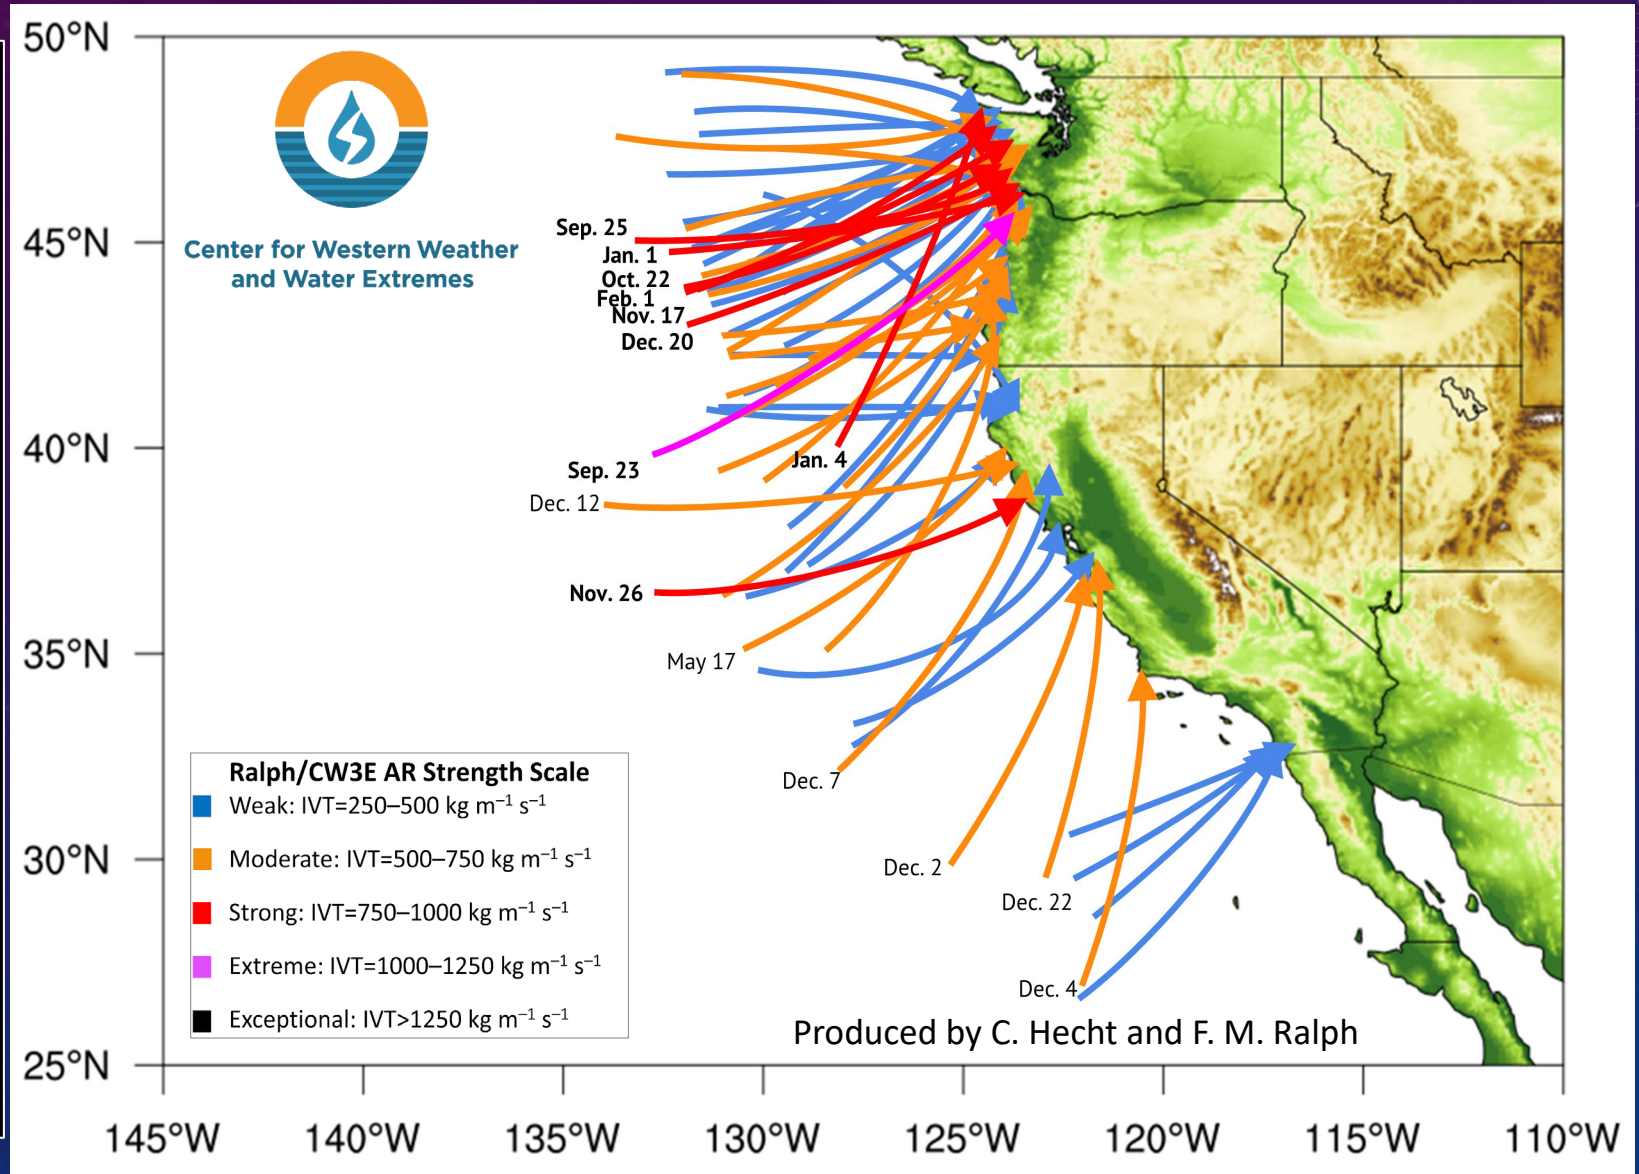 50°N
45°N
40°N
35°N
30°N
25°N
Center for Western Weather
and Water Extremes
Sep. 25
Jan. 1
Oct. 22
Feb. 1
Nov. 17
Dec. 20
Sep. 23
Jan. 4
Dec. 12
Nov. 26
May 17
Dec. 7
Dec. 2
Dec. 22
Dec. 4
Ralph/CW3E AR Strength Scale
Weak: IVT=250–500 kg m⁻¹ s⁻¹
Moderate: IVT=500–750 kg m⁻¹ s⁻¹
Strong: IVT=750–1000 kg m⁻¹ s⁻¹
Extreme: IVT=1000–1250 kg m⁻¹ s⁻¹
Exceptional: IVT>1250 kg m⁻¹ s⁻¹
Produced by C. Hecht and F. M. Ralph
145°W 140°W 135°W 130°W 125°W 120°W 115°W 110°W